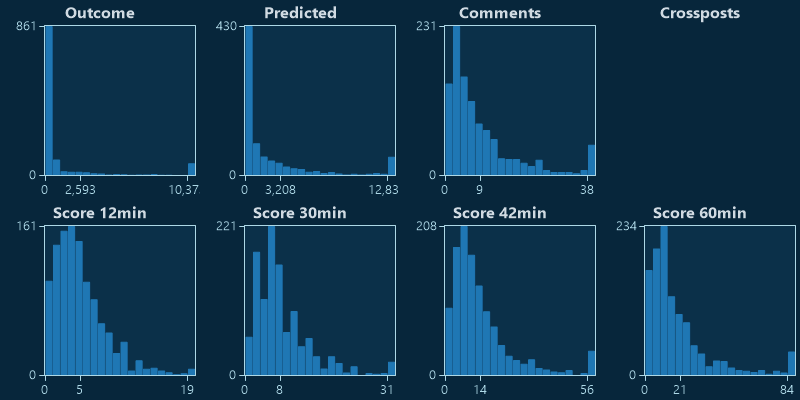 Outcome Predicted Comments Crossposts
861 430 231
0 0 0
0 2,593 10,37 0 3,208 12,83 0 9 38
Score 12min Score 30min Score 42min Score 60min
161 221 208 234
0 0 0 0
0 5 19 0 8 31 0 14 56 0 21 84